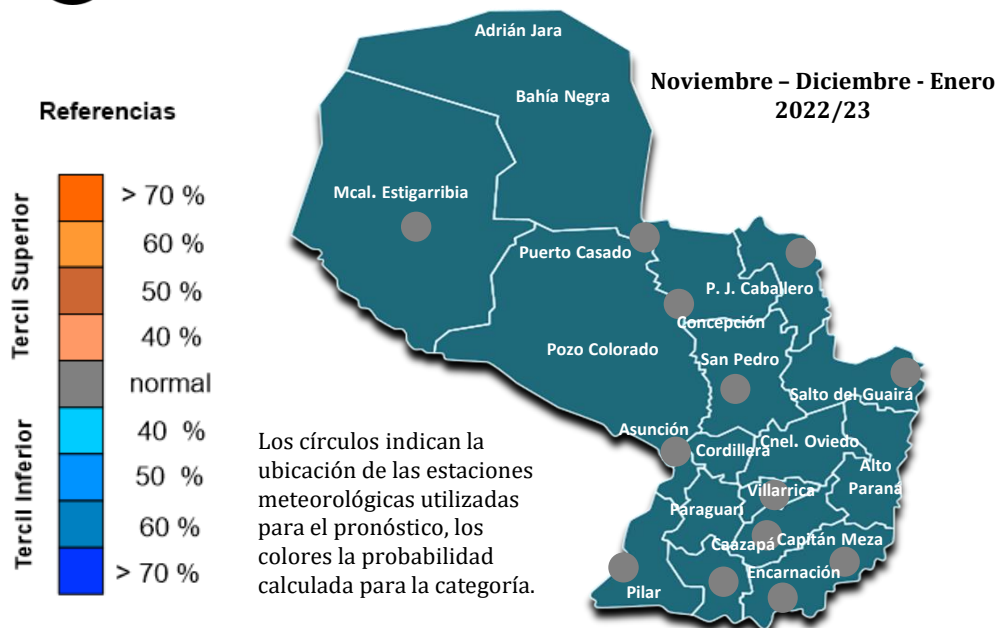 Noviembre – Diciembre - Enero
2022/23
Referencias
Tercil Superior
> 70 %
60 %
50 %
40 %
normal
Tercil Inferior
40 %
50 %
60 %
> 70 %
Adrián Jara
Bahía Negra
Mcal. Estigarribia
Puerto Casado
P. J. Caballero
Concepción
Pozo Colorado
San Pedro
Salto del Guairá
Asunción
Cordillera
Cnel. Oviedo
Alto
Paraná
Villarrica
Paraguarí
Caazapá
Capitán Meza
Encarnación
Pilar
Los círculos indican la
ubicación de las estaciones
meteorológicas utilizadas
para el pronóstico, los
colores la probabilidad
calculada para la categoría.